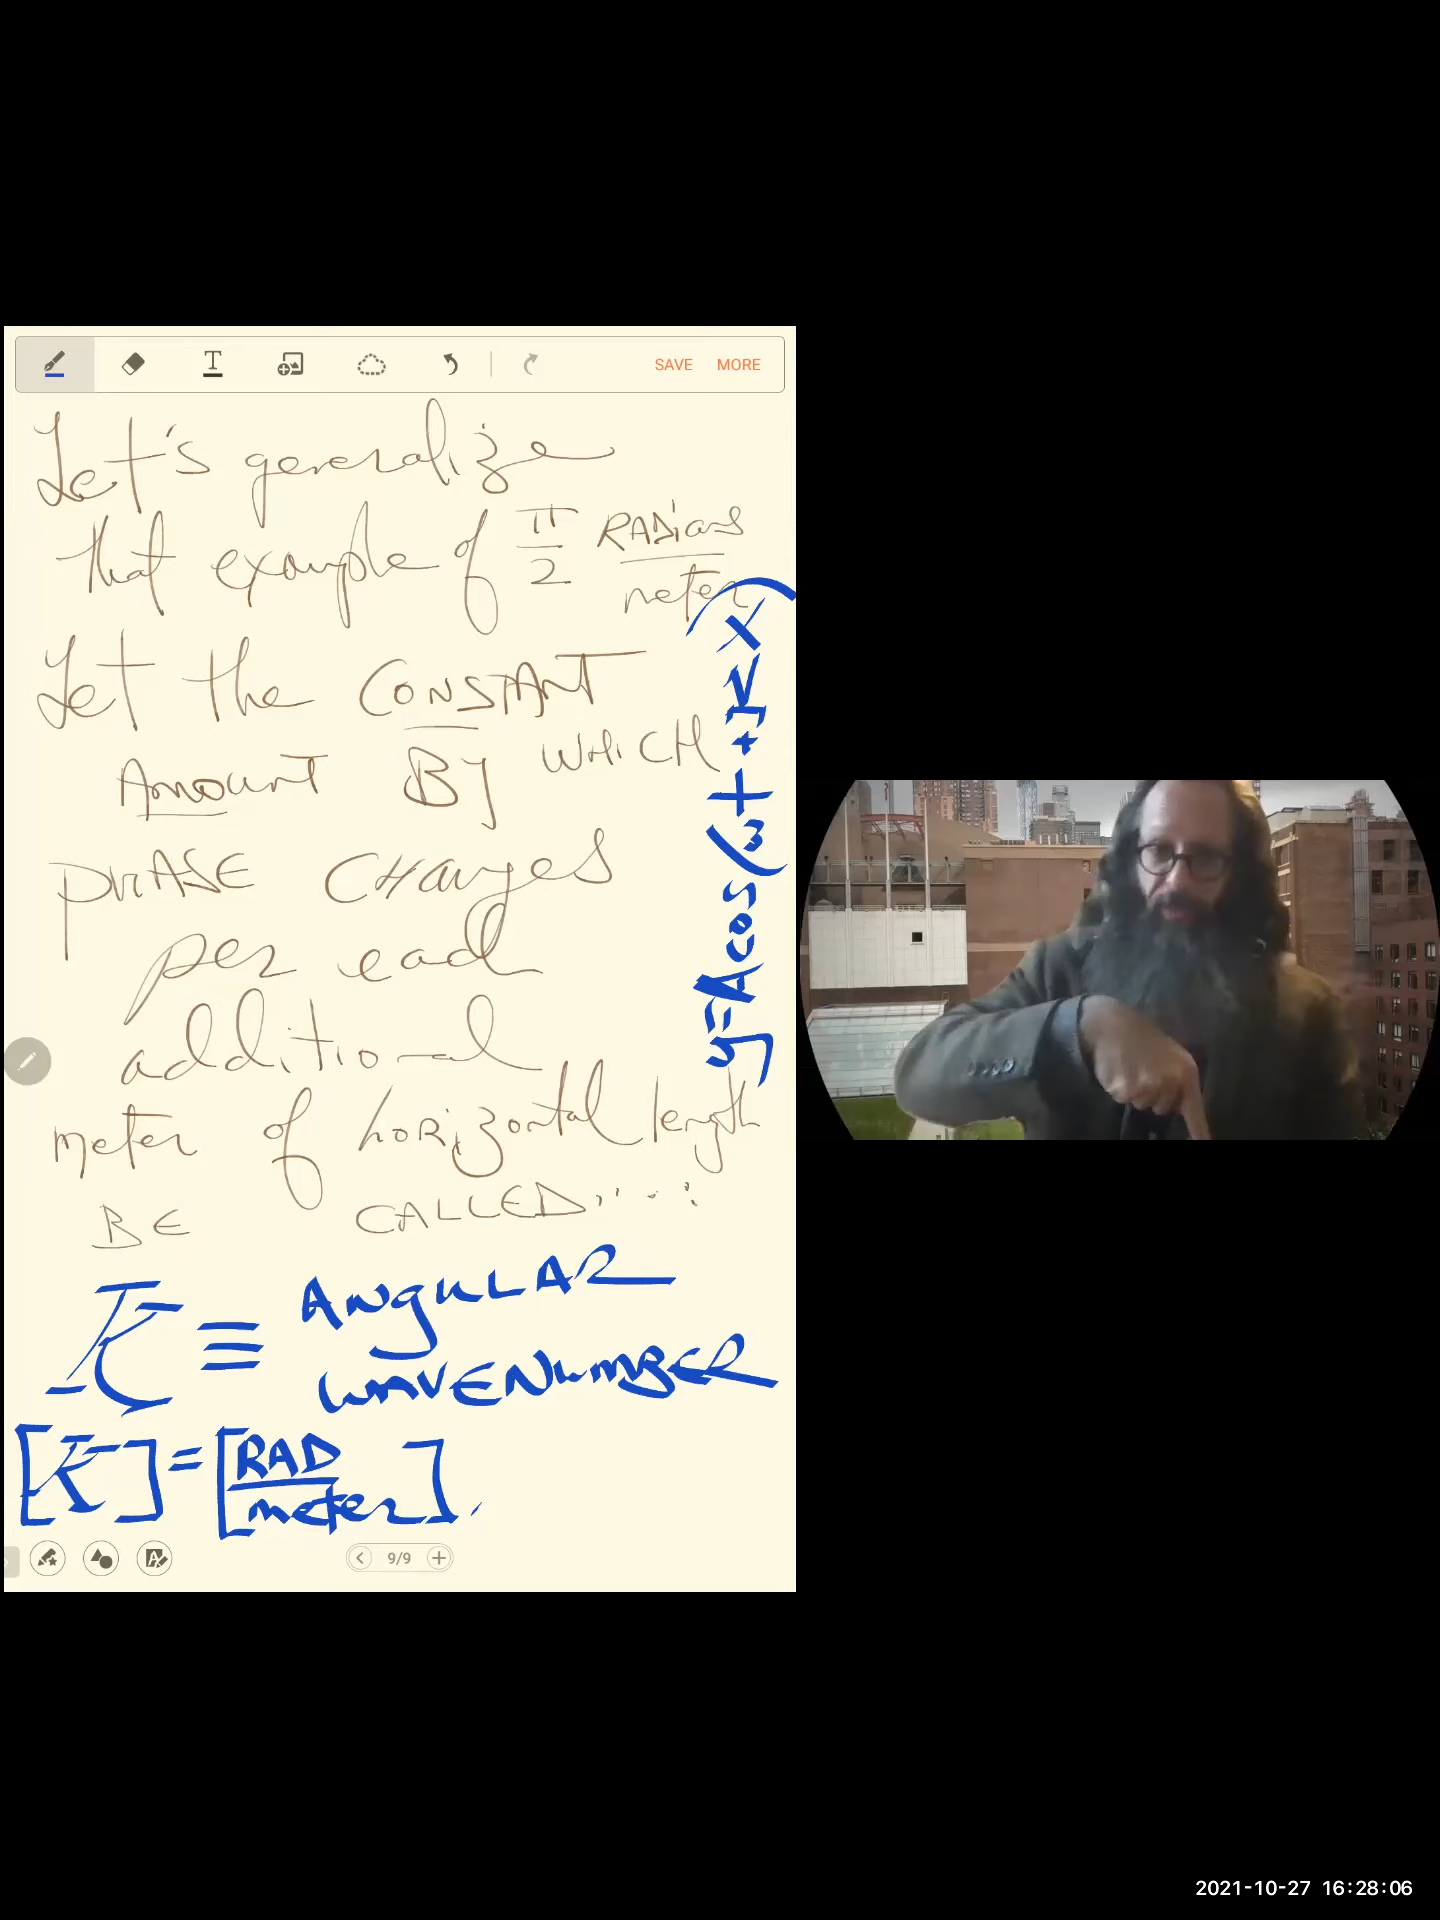 T
SAVE
MORE
Let's generalize
that example of π/2 RADians/meter
Let the CONSTANT
AMOUNT BY WHICH
PHASE CHANGES
per each
additional
meter of horizontal length
BE CALLED....
K ≡ ANGULAR
WAVENUMBER
[K] = [RAD/meter].
y=Acos(ωt+Kx)
A
9/9
2021-10-27 16:28:06